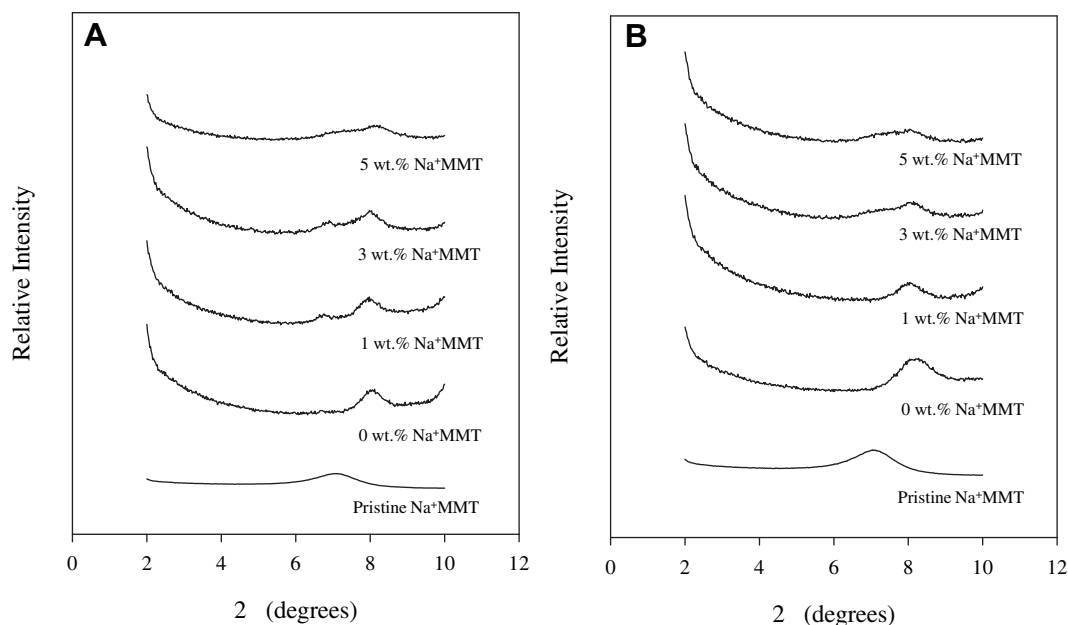 A
Relative Intensity
5 wt.% Na⁺MMT
3 wt.% Na⁺MMT
1 wt.% Na⁺MMT
0 wt.% Na⁺MMT
Pristine Na⁺MMT
0 2 4 6 8 10 12
2 (degrees)
B
Relative Intensity
5 wt.% Na⁺MMT
3 wt.% Na⁺MMT
1 wt.% Na⁺MMT
0 wt.% Na⁺MMT
Pristine Na⁺MMT
0 2 4 6 8 10 12
2 (degrees)